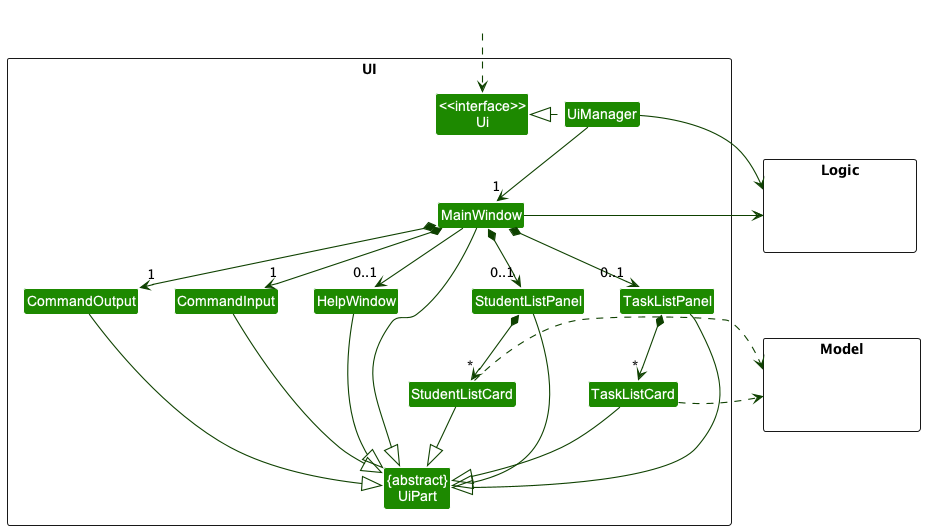 UI
<<interface>>
Ui
UiManager
Logic
1
MainWindow
1
1
0..1
0..1
0..1
CommandOutput
CommandInput
HelpWindow
StudentListPanel
TaskListPanel
Model
*
*
StudentListCard
TaskListCard
{abstract}
UiPart